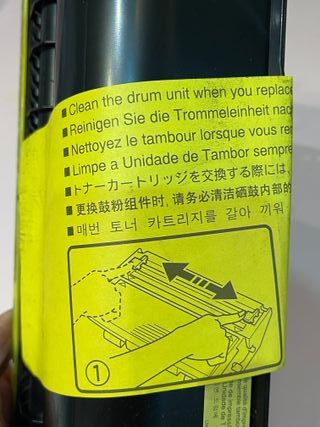 ■ Clean the drum unit when you replace
■ Reinigen Sie die Trommeleinheit nac
■ Nettoyez le tambour lorsque vous re
■ Limpe a Unidade de Tambor sempre
■ トナーカートリッジを交換する際には、
■ 更换鼓粉组件时, 请务必清洁硒鼓内部的
■ 매번 토너 카트리지를 갈아 끼워
①